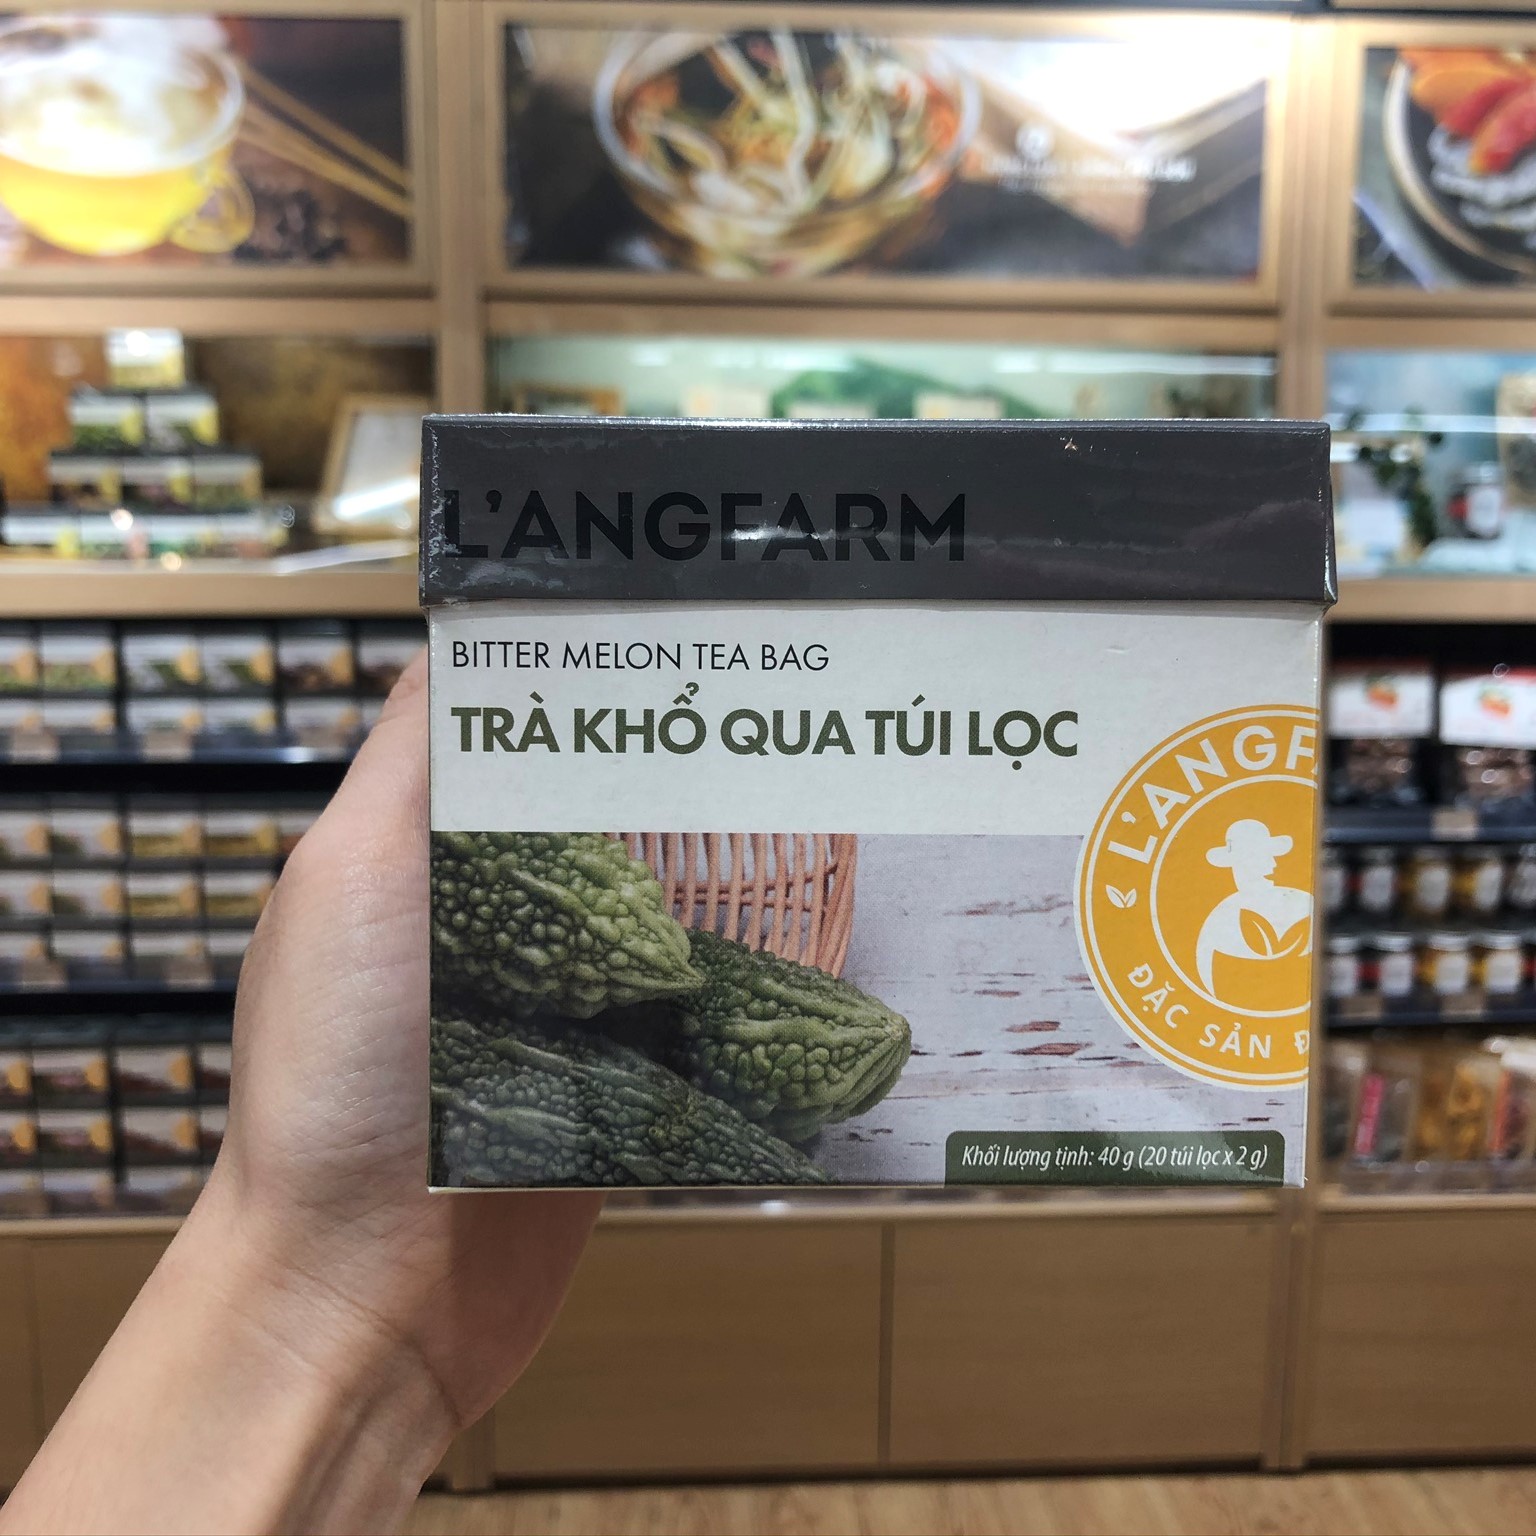 L'ANGFARM
BITTER MELON TEA BAG
TRÀ KHỔ QUA TÚI LỌC
L'ANGF
ĐẶC SẢN Đ
Khối lượng tịnh: 40 g (20 túi lọc x 2 g)